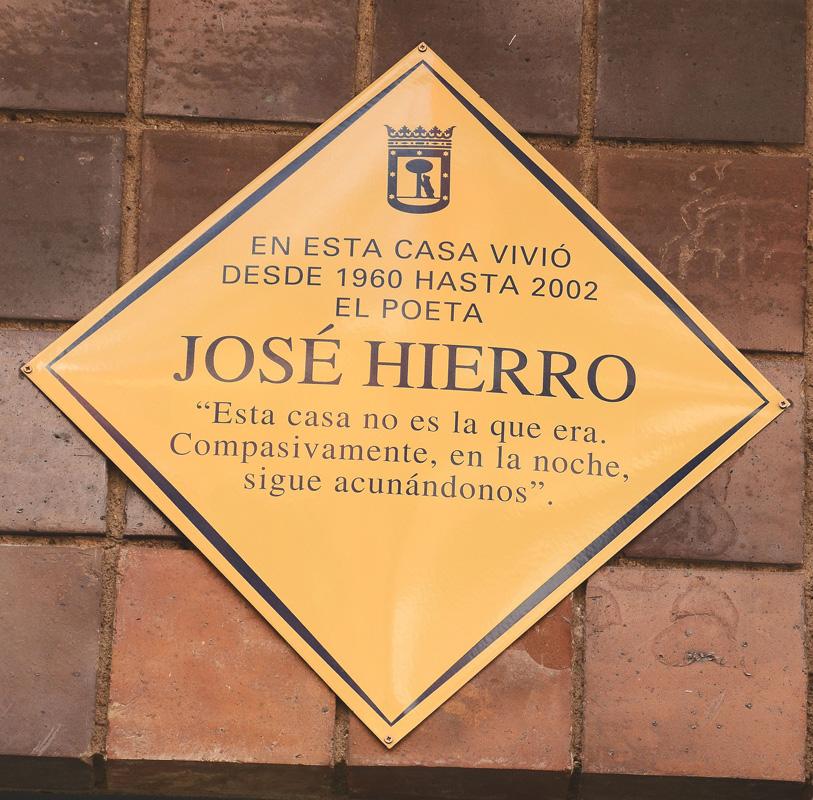 EN ESTA CASA VIVIÓ
DESDE 1960 HASTA 2002
EL POETA
JOSÉ HIERRO
“Esta casa no es la que era.
Compasivamente, en la noche,
sigue acunándonos”.